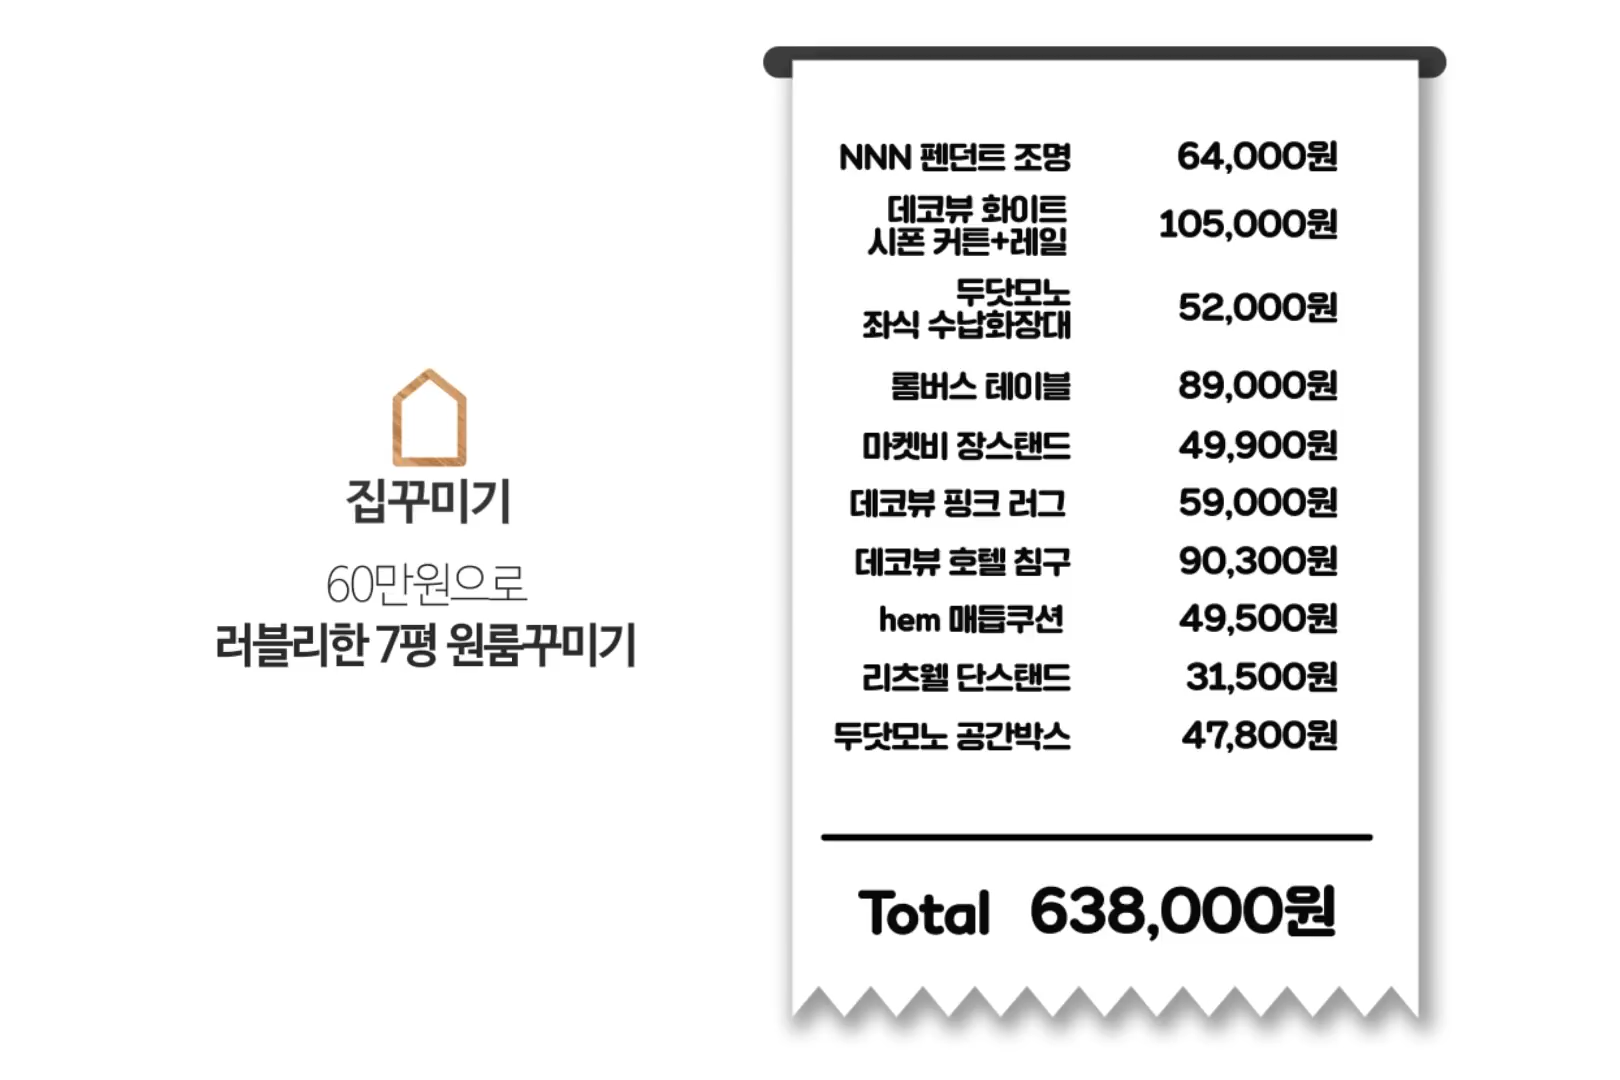 집꾸미기
60만원으로
러블리한 7평 원룸꾸미기
NNN 펜던트 조명 64,000원
데코뷰 화이트
시폰 커튼+레일 105,000원
두닷모노
좌식 수납화장대 52,000원
롬버스 테이블 89,000원
마켓비 장스탠드 49,900원
데코뷰 핑크 러그 59,000원
데코뷰 호텔 침구 90,300원
hem 매듭쿠션 49,500원
리츠웰 단스탠드 31,500원
두닷모노 공간박스 47,800원
Total 638,000원